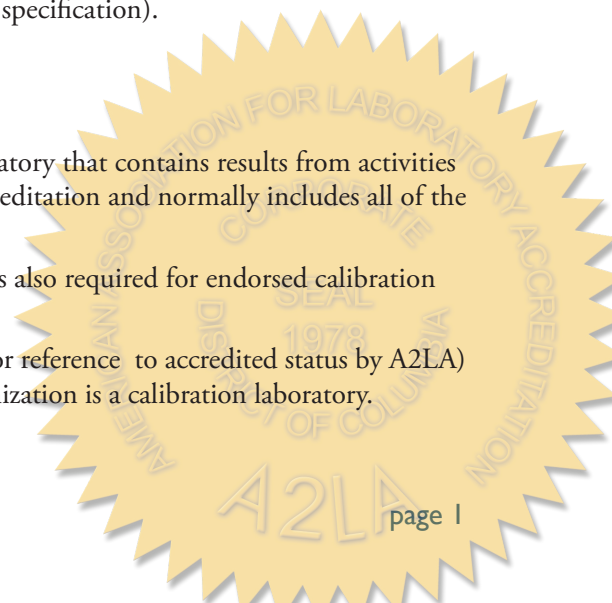 specification).
atory that contains results from activities
editation and normally includes all of the
s also required for endorsed calibration
or reference to accredited status by A2LA)
ization is a calibration laboratory.
AMERICAN ASSOCIATION FOR LABORATORY ACCREDITATION
CORPORATE
SEAL
1978
DISTRICT OF COLUMBIA
A2LA
page 1